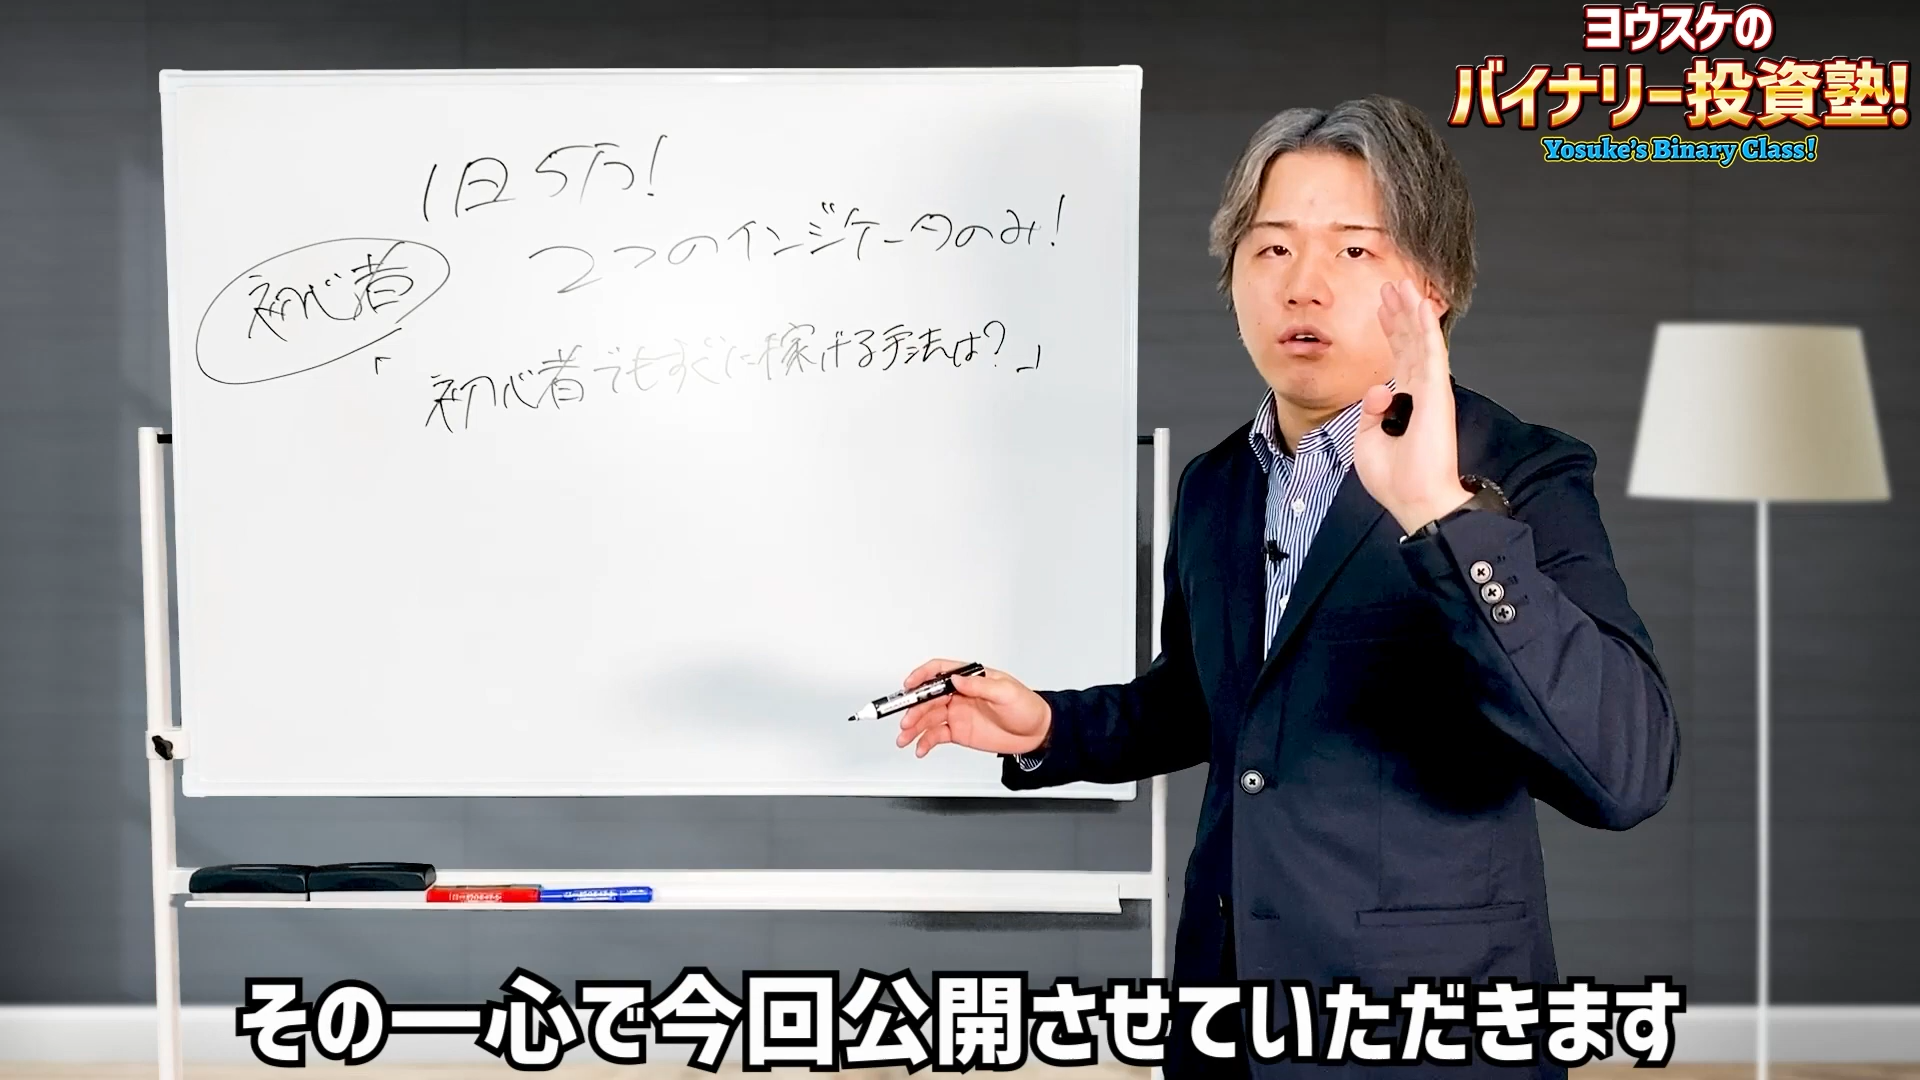 ヨウスケの
バイナリー投資塾!
Yosuke's Binary Class!
1日5万!
2つのインジケータのみ!
初心者
「初心者でもすぐに稼げる手法は?」
その一心で今回公開させていただきます